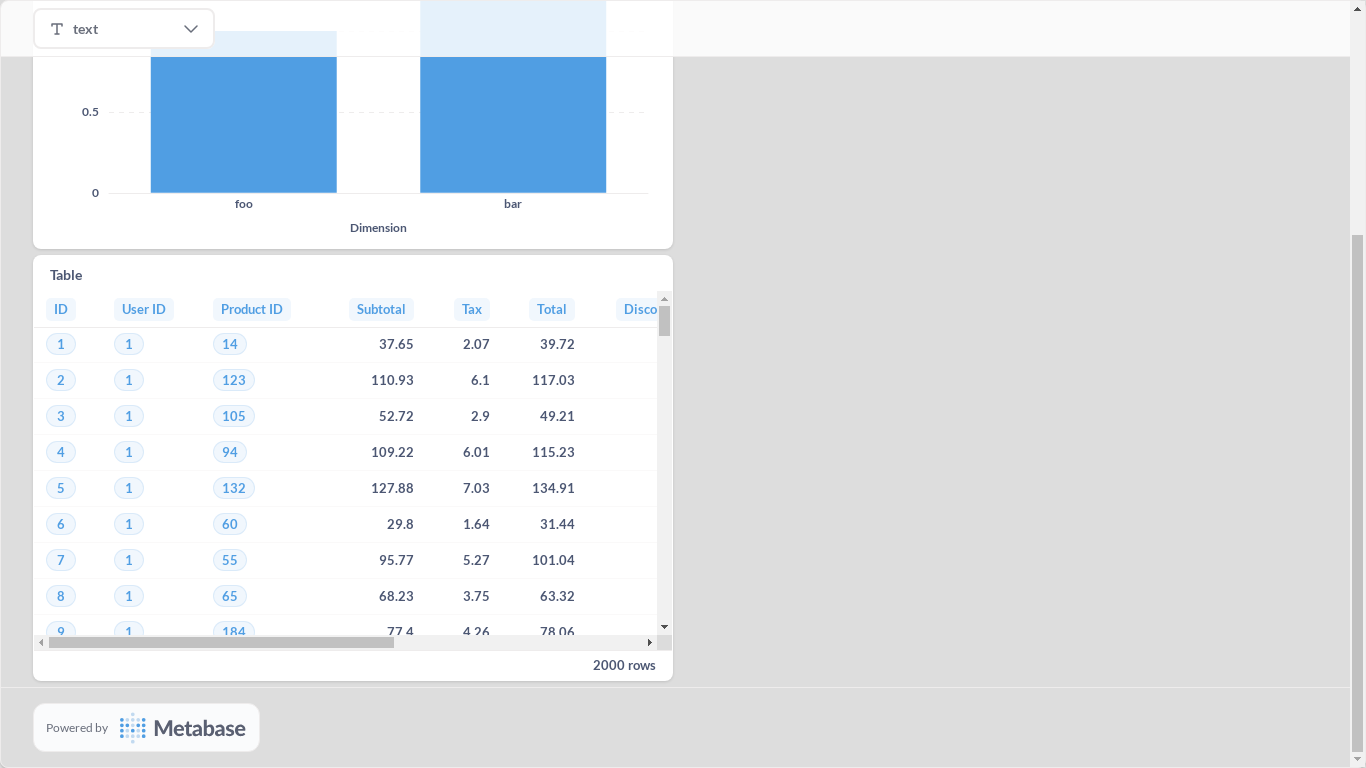 text
0.5
0
foo bar
Dimension
Table
ID User ID Product ID Subtotal Tax Total Disco
1 1 14 37.65 2.07 39.72
2 1 123 110.93 6.1 117.03
3 1 105 52.72 2.9 49.21
4 1 94 109.22 6.01 115.23
5 1 132 127.88 7.03 134.91
6 1 60 29.8 1.64 31.44
7 1 55 95.77 5.27 101.04
8 1 65 68.23 3.75 63.32
9 1 184 77.4 4.26 78.06
2000 rows
Powered by Metabase